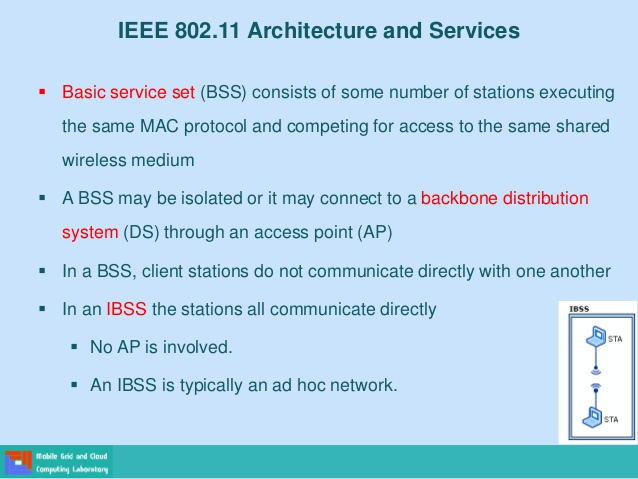 IEEE 802.11 Architecture and Services
▪ Basic service set (BSS) consists of some number of stations executing
the same MAC protocol and competing for access to the same shared
wireless medium
▪ A BSS may be isolated or it may connect to a backbone distribution
system (DS) through an access point (AP)
▪ In a BSS, client stations do not communicate directly with one another
▪ In an IBSS the stations all communicate directly
▪ No AP is involved.
▪ An IBSS is typically an ad hoc network.
IBSS
STA
STA
Mobile Grid and Cloud
Computing Laboratory